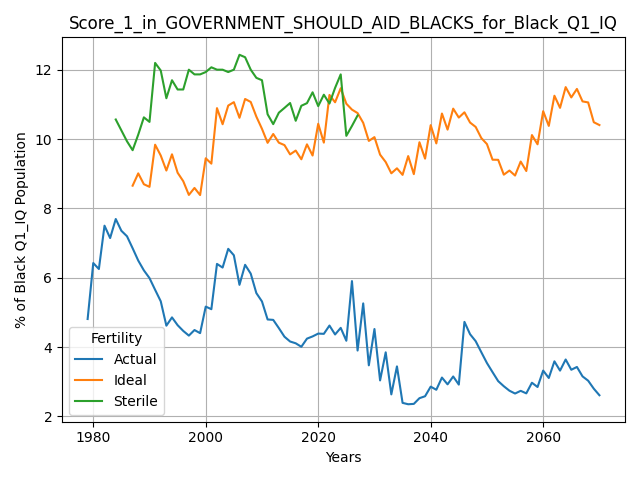 Score_1_in_GOVERNMENT_SHOULD_AID_BLACKS_for_Black_Q1_IQ
% of Black Q1_IQ Population
12
10
8
6
4
2
Fertility
Actual
Ideal
Sterile
1980 2000 2020 2040 2060
Years